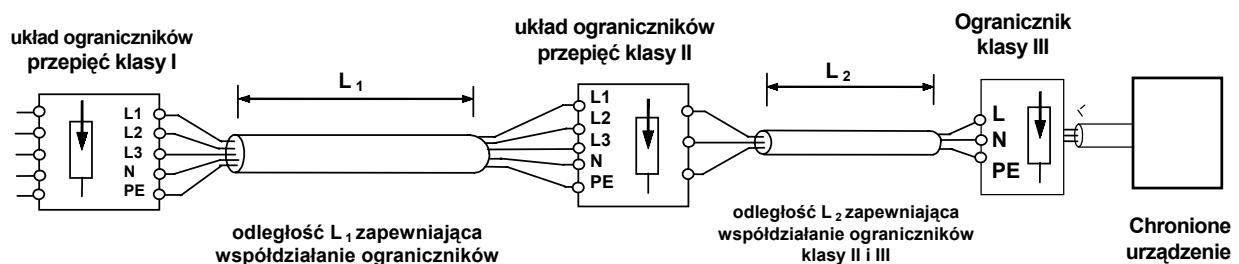 układ ograniczników
przepięć klasy I
układ ograniczników
przepięć klasy II
Ogranicznik
klasy III
L 1
L 2
L1
L2
L3
N
PE
L1
L2
L3
N
PE
L
N
PE
odległość L 1 zapewniająca
współdziałanie ograniczników
odległość L 2 zapewniająca
współdziałanie ograniczników
klasy II i III
Chronione
urządzenie